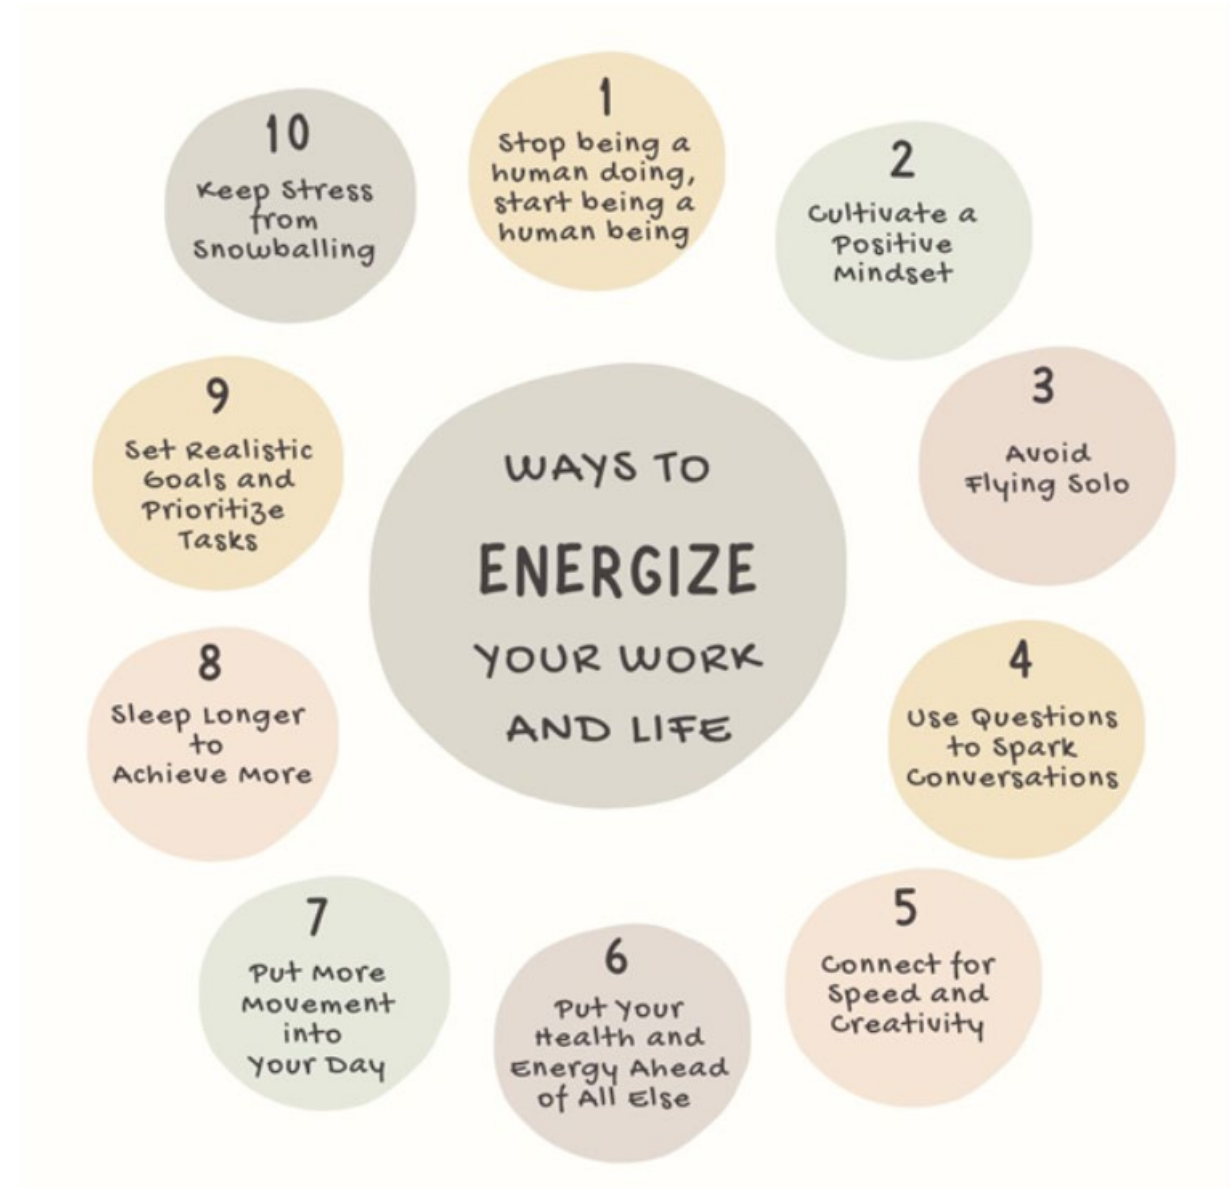 WAYS TO
ENERGIZE
YOUR WORK
AND LIFE
1
Stop being a
human doing,
start being a
human being
2
Cultivate a
Positive
Mindset
3
Avoid
Flying Solo
4
Use Questions
to Spark
Conversations
5
Connect for
Speed and
Creativity
6
Put Your
Health and
Energy Ahead
of All Else
7
Put More
Movement
into
Your Day
8
Sleep Longer
to
Achieve More
9
Set Realistic
Goals and
Prioritize
Tasks
10
Keep Stress
from
Snowballing